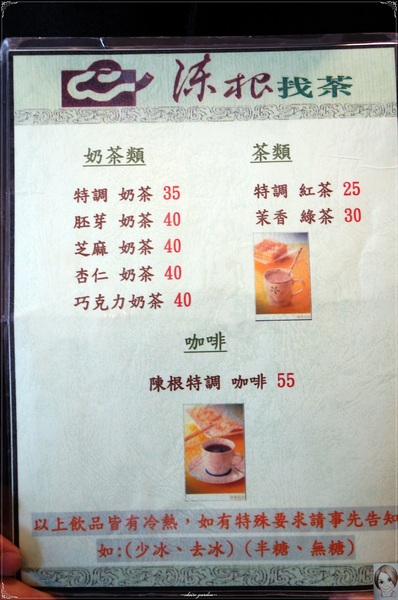 陳根找茶
奶茶類
特調 奶茶 35
胚芽 奶茶 40
芝麻 奶茶 40
杏仁 奶茶 40
巧克力奶茶 40
茶類
特調 紅茶 25
茉香 綠茶 30
咖啡
陳根特調 咖啡 55
以上飲品皆有冷熱，如有特殊要求請事先告知
如:(少冰、去冰) (半糖、無糖)